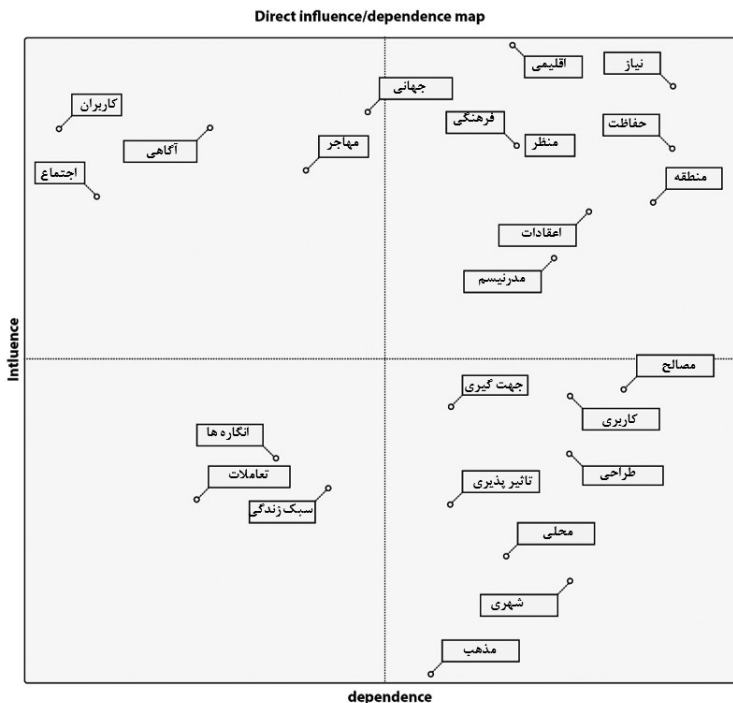 Direct influence/dependence map
اقلیمی
نیاز
جهانی
کاربران
فرهنگی
حفاظت
منظر
مهاجر
آگاهی
اجتماع
منطقه
اعقادات
مدرنیسم
Intluence
مصالح
جهت گیری
کاربری
انگاره ها
طراحی
تعاملات
تاثیر پذیری
سبک زندگی
محلی
شهری
مذهب
dependence